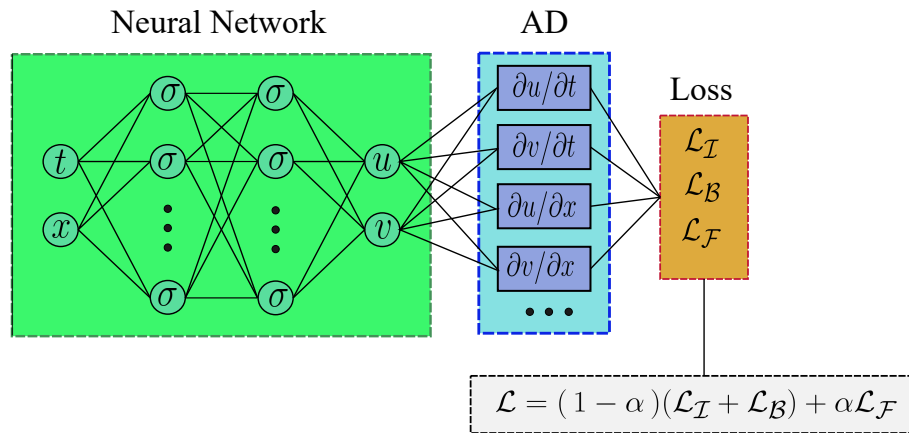 Neural Network
AD
Loss
t
x
σ
σ
σ
σ
σ
σ
u
v
∂u/∂t
∂v/∂t
∂u/∂x
∂v/∂x
ℒ_ℐ
ℒ_ℬ
ℒ_ℱ
ℒ = ( 1 − α )(ℒ_ℐ + ℒ_ℬ) + αℒ_ℱ